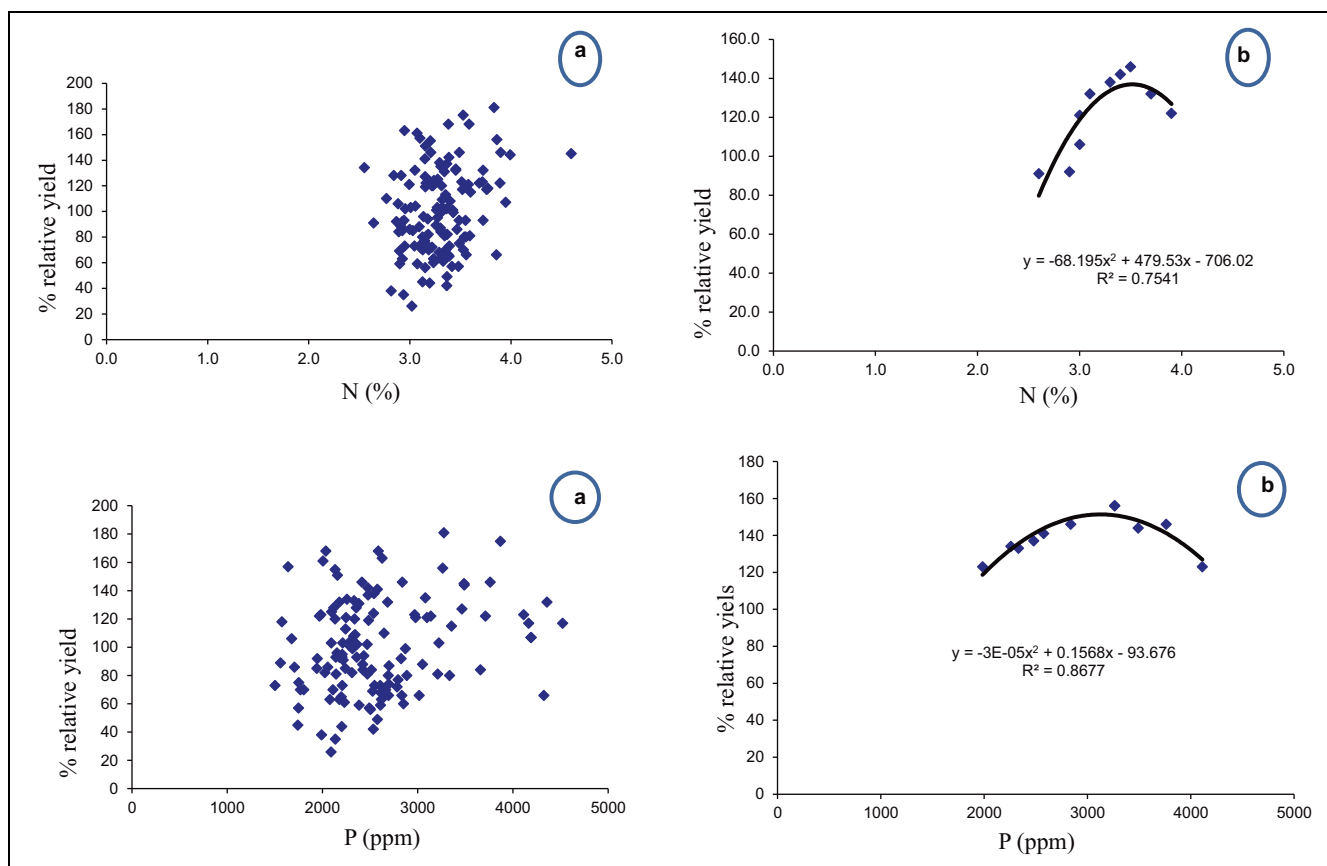 a
% relative yield
200
180
160
140
120
100
80
60
40
20
0
0.0 1.0 2.0 3.0 4.0 5.0
N (%)
b
% relative yield
160.0
140.0
120.0
100.0
80.0
60.0
40.0
20.0
0.0
y = -68.195x² + 479.53x - 706.02
R² = 0.7541
0.0 1.0 2.0 3.0 4.0 5.0
N (%)
a
% relative yield
200
180
160
140
120
100
80
60
40
20
0
0 1000 2000 3000 4000 5000
P (ppm)
b
% relative yiels
180
160
140
120
100
80
60
40
20
0
y = -3E-05x² + 0.1568x - 93.676
R² = 0.8677
0 1000 2000 3000 4000 5000
P (ppm)